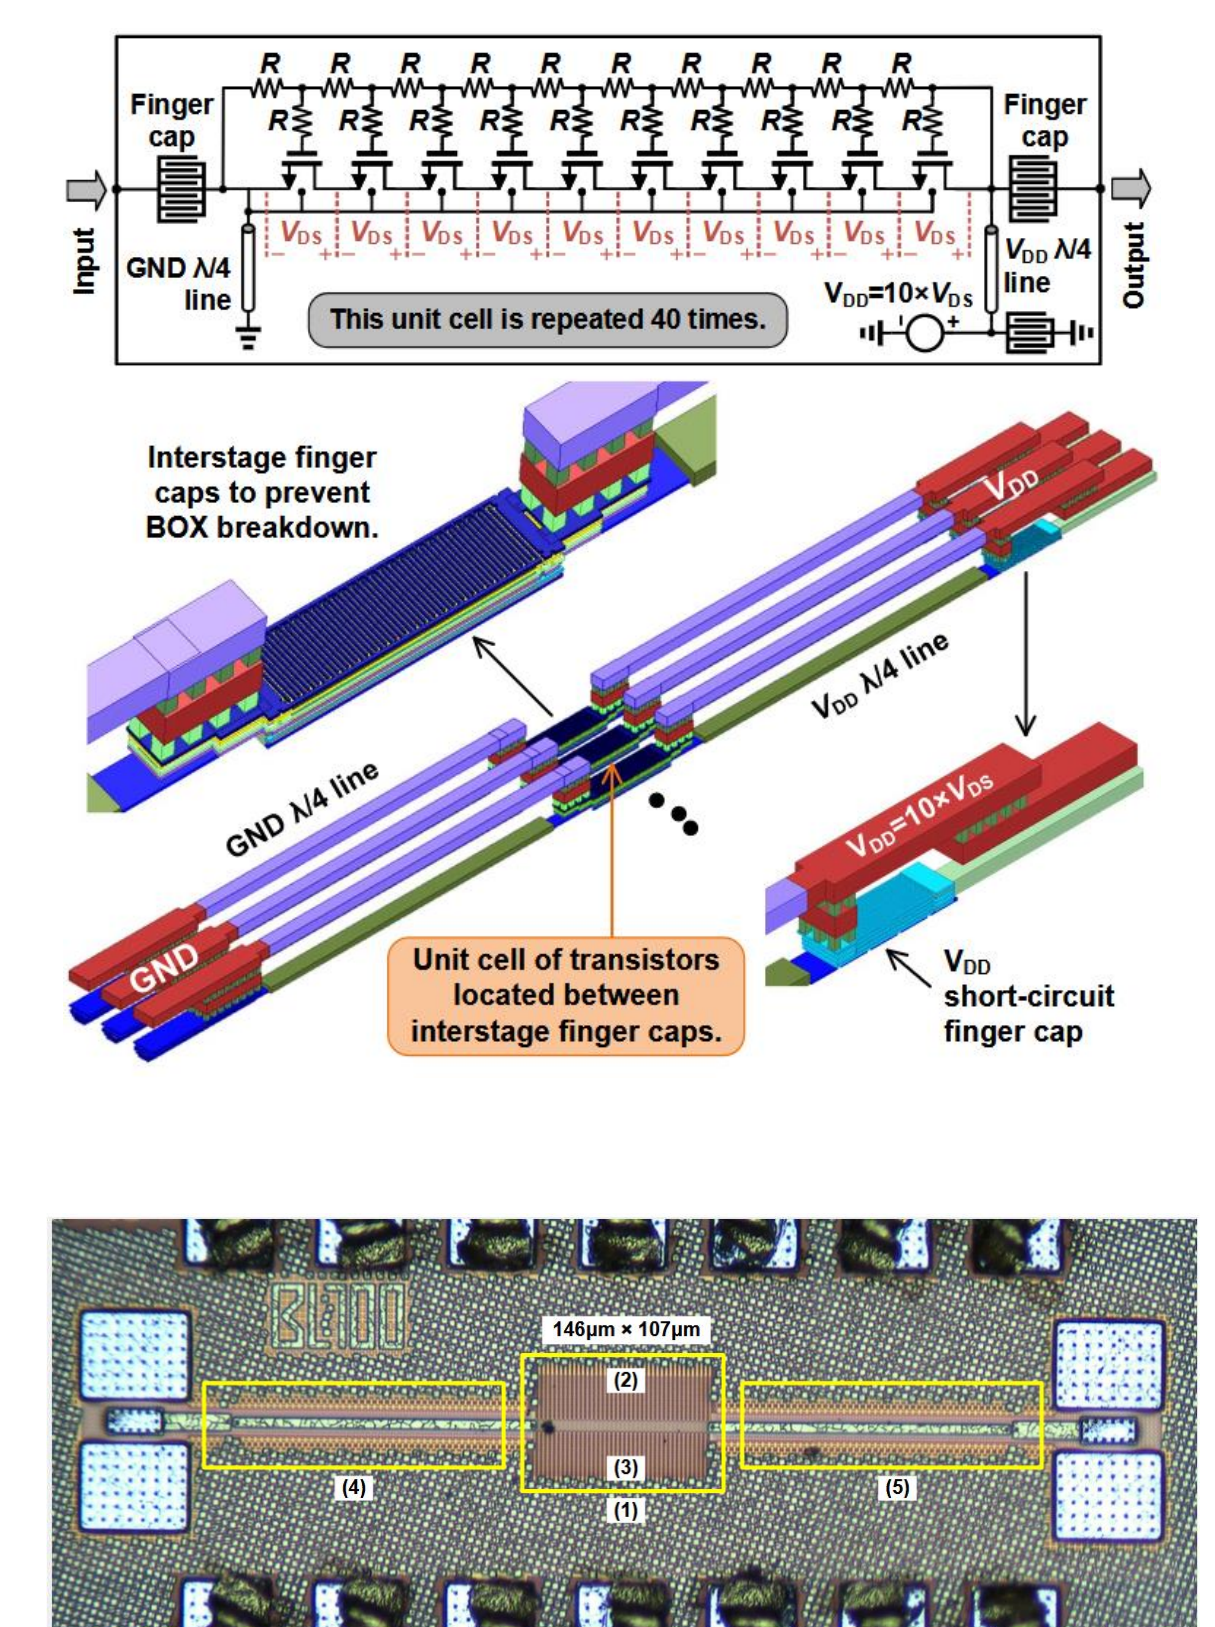 R R R R R R R R R R
Finger
cap
Finger
cap
R R R R R R R R R R
Input
Output
VDS VDS VDS VDS VDS VDS VDS VDS VDS VDS
− + − + − + − + − + − + − + − + − + − +
GND λ/4
line
VDD λ/4
line
VDD=10×VDS
− +
This unit cell is repeated 40 times.
Interstage finger
caps to prevent
BOX breakdown.
VDD
VDD λ/4 line
GND λ/4 line
GND
VDD=10×VDS
Unit cell of transistors
located between
interstage finger caps.
VDD
short-circuit
finger cap
BL100
146µm × 107µm
(2)
(3)
(4)
(5)
(1)